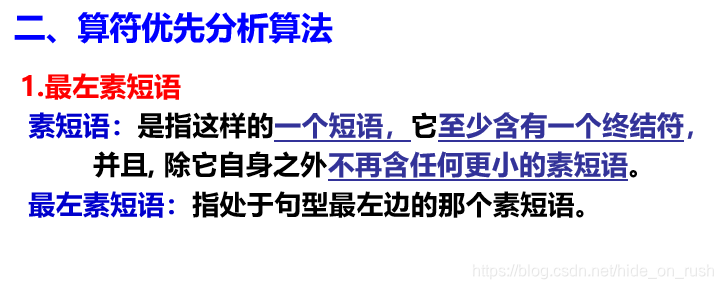 二、算符优先分析算法
1.最左素短语
素短语：是指这样的一个短语，它至少含有一个终结符，
并且, 除它自身之外不再含任何更小的素短语。
最左素短语：指处于句型最左边的那个素短语。
https://blog.csdn.net/hide_on_rush